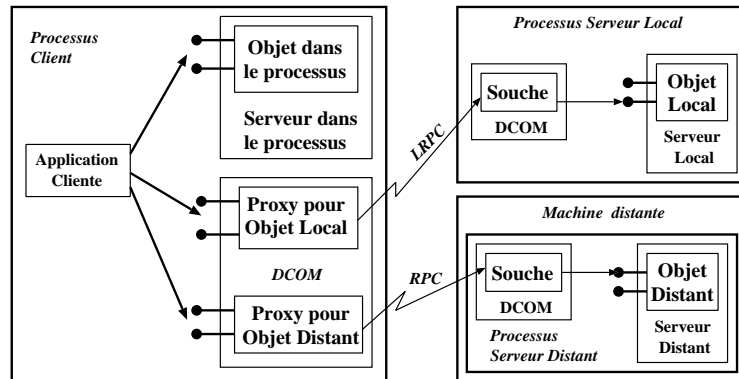 Processus
Client
Objet dans
le processus
Serveur dans
le processus
Application
Cliente
Proxy pour
Objet Local
DCOM
Proxy pour
Objet Distant
LRPC
RPC
Processus Serveur Local
Souche
DCOM
Objet
Local
Serveur
Local
Machine distante
Souche
DCOM
Processus
Serveur Distant
Objet
Distant
Serveur
Distant